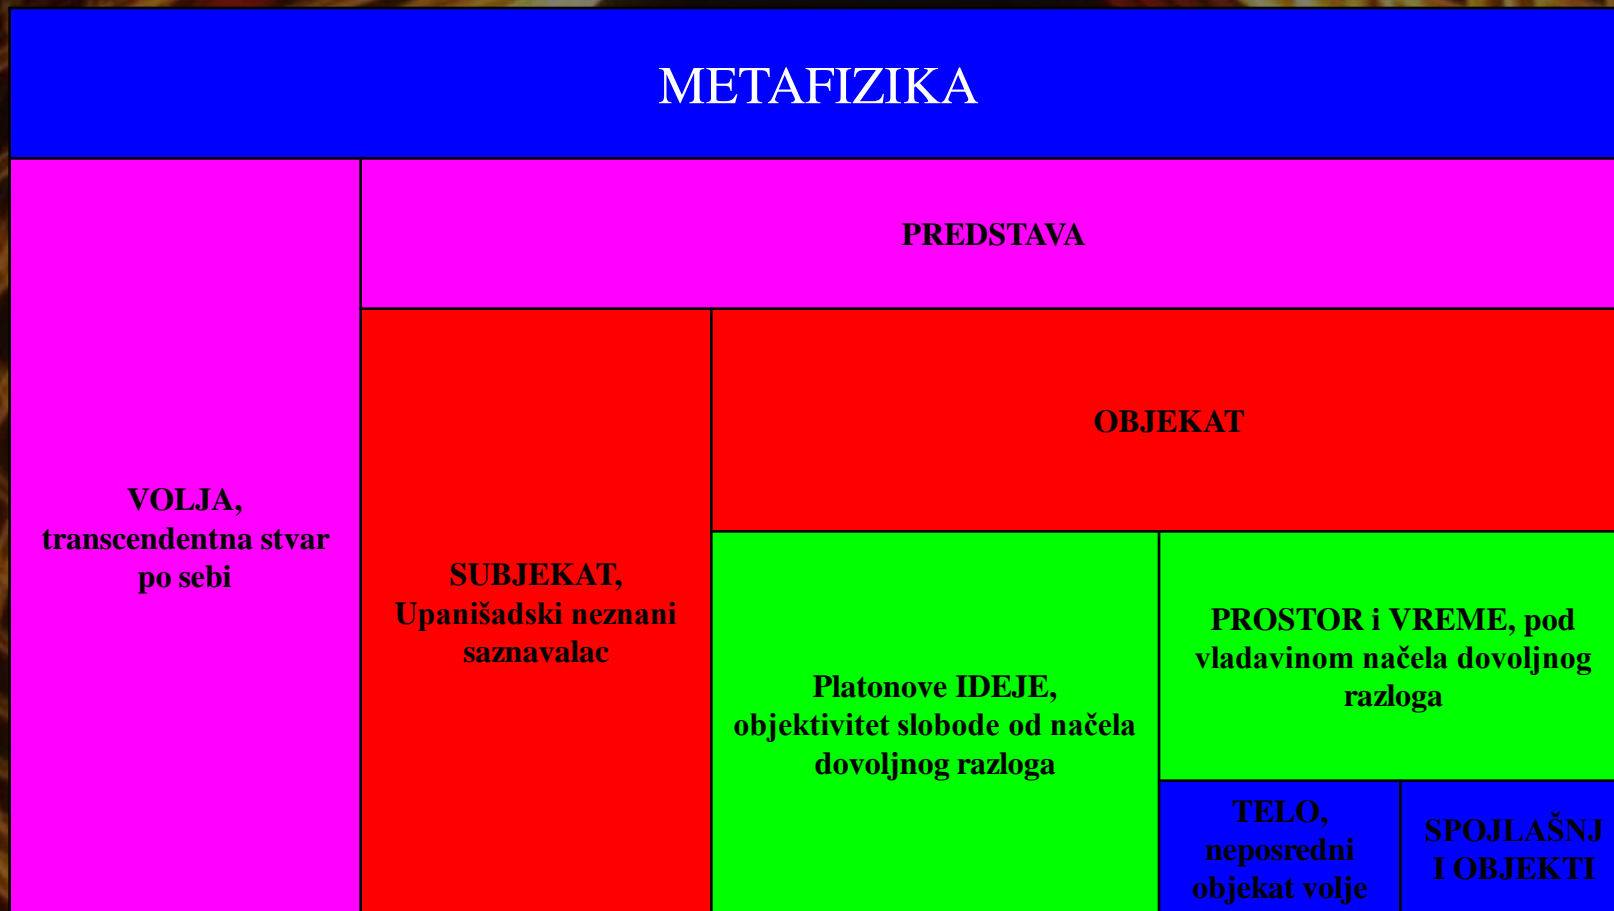 METAFIZIKA
PREDSTAVA
VOLJA,
transcendentna stvar
po sebi
SUBJEKAT,
Upanišadski neznani
saznavalac
OBJEKAT
Platonove IDEJE,
objektivitet slobode od načela
dovoljnog razloga
PROSTOR i VREME, pod
vladavinom načela dovoljnog
razloga
TELO,
neposredni
objekat volje
SPOJLAŠNJ
I OBJEKTI